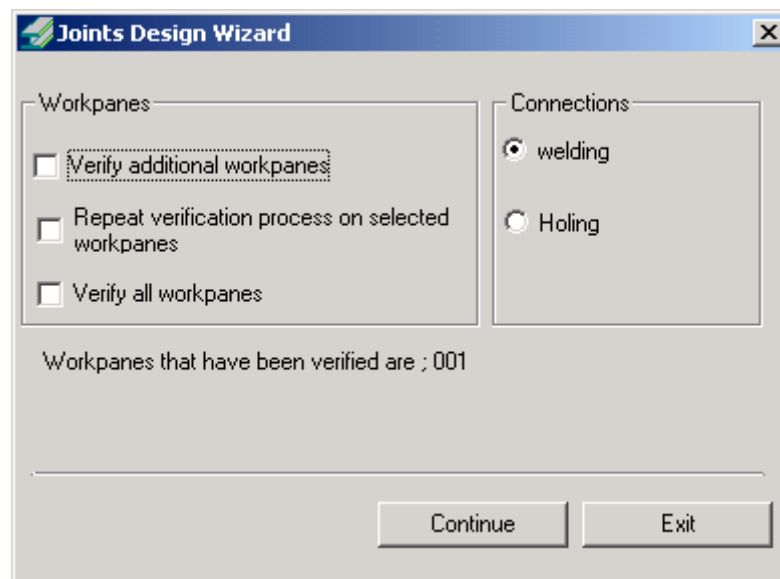 Joints Design Wizard
Workpanes
Verify additional workpanes
Repeat verification process on selected
workpanes
Verify all workpanes
Connections
welding
Holing
Workpanes that have been verified are ; 001
Continue
Exit